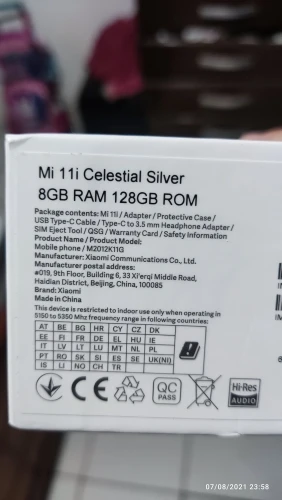 Mi 11i Celestial Silver
8GB RAM 128GB ROM
Package contents: Mi 11i / Adapter / Protective Case /
USB Type-C Cable / Type-C to 3.5 mm Headphone Adapter /
SIM Eject Tool / QSG / Warranty Card / Safety Information
Product Name / Product Model:
Mobile phone / M2012K11G
Manufacturer: Xiaomi Communications Co., Ltd.
Manufacturer postal address:
#019, 9th Floor, Building 6, 33 Xi'erqi Middle Road,
Haidian District, Beijing, China, 100085
Brand: Xiaomi
Made in China
This device is restricted to indoor use only when operating in
5150 to 5350 Mhz frequency range in following countries:
AT BE BG HR CY CZ DK
EE FI FR DE EL HU IE
IT LV LT LU MT NL PL
PT RO SK SI ES SE UK(NI)
IS LI NO CH TR
CE
QC
PASS
Hi-Res
AUDIO
07/08/2021 23:58